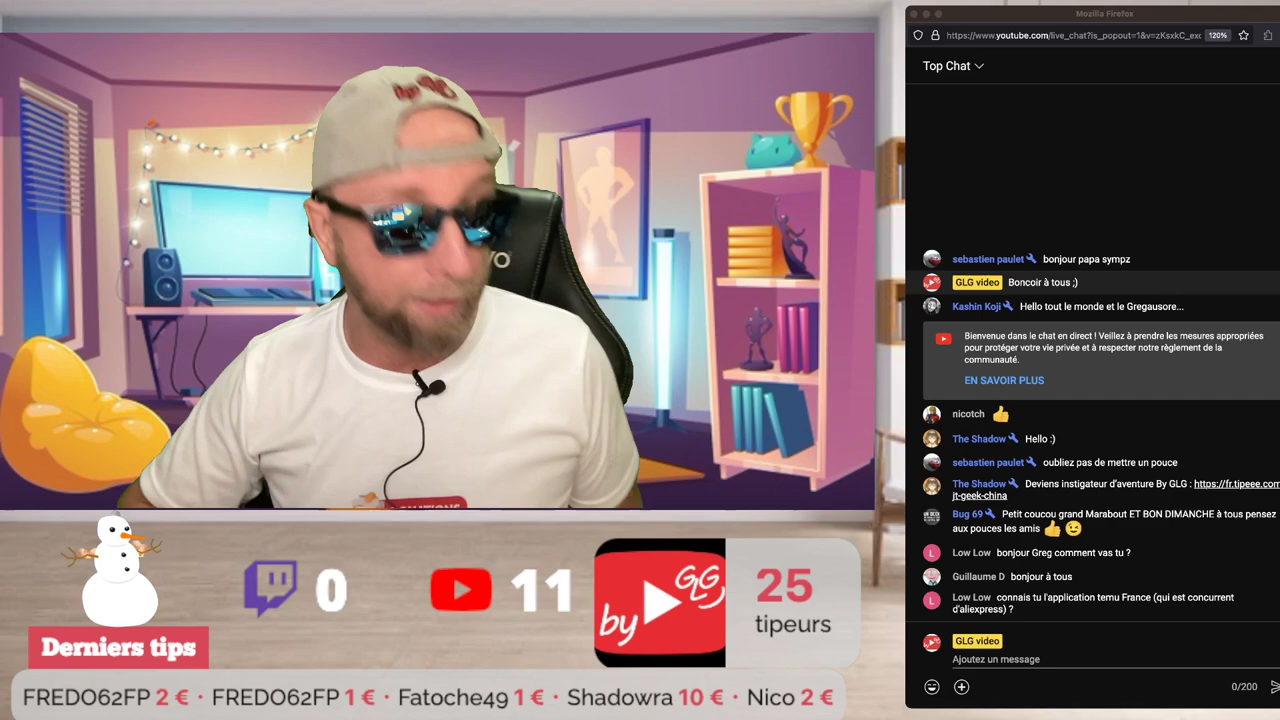 Mozilla Firefox
https://www.youtube.com/live_chat?is_popout=1&v=zKsxkC_exc
120%
Top Chat
sebastien paulet bonjour papa sympz
GLG video Boncoir à tous ;)
Kashin Koji Hello tout le monde et le Gregausore...
Bienvenue dans le chat en direct ! Veillez à prendre les mesures appropriées
pour protéger votre vie privée et à respecter notre règlement de la
communauté.
EN SAVOIR PLUS
nicotch
The Shadow Hello :)
sebastien paulet oubliez pas de mettre un pouce
The Shadow Deviens instigateur d'aventure By GLG : https://fr.tipeee.com
jt-geek-china
Bug 69 Petit coucou grand Marabout ET BON DIMANCHE à tous pensez
aux pouces les amis
Low Low bonjour Greg comment vas tu ?
Guillaume D bonjour à tous
Low Low connais tu l'application temu France (qui est concurrent
d'aliexpress) ?
GLG video
Ajoutez un message
0/200
0
11
by GLG
25
tipeurs
Derniers tips
FREDO62FP 2 € · FREDO62FP 1 € · Fatoche49 1 € · Shadowra 10 € · Nico 2 €